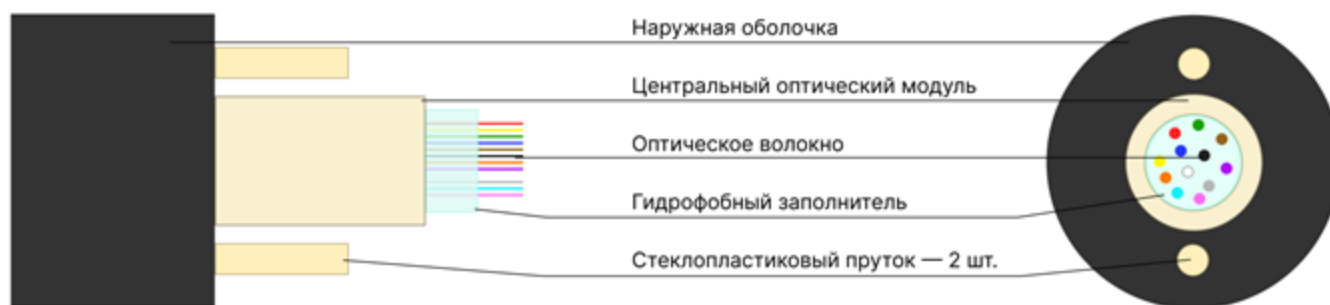 Наружная оболочка
Центральный оптический модуль
Оптическое волокно
Гидрофобный заполнитель
Стеклопластиковый пруток — 2 шт.